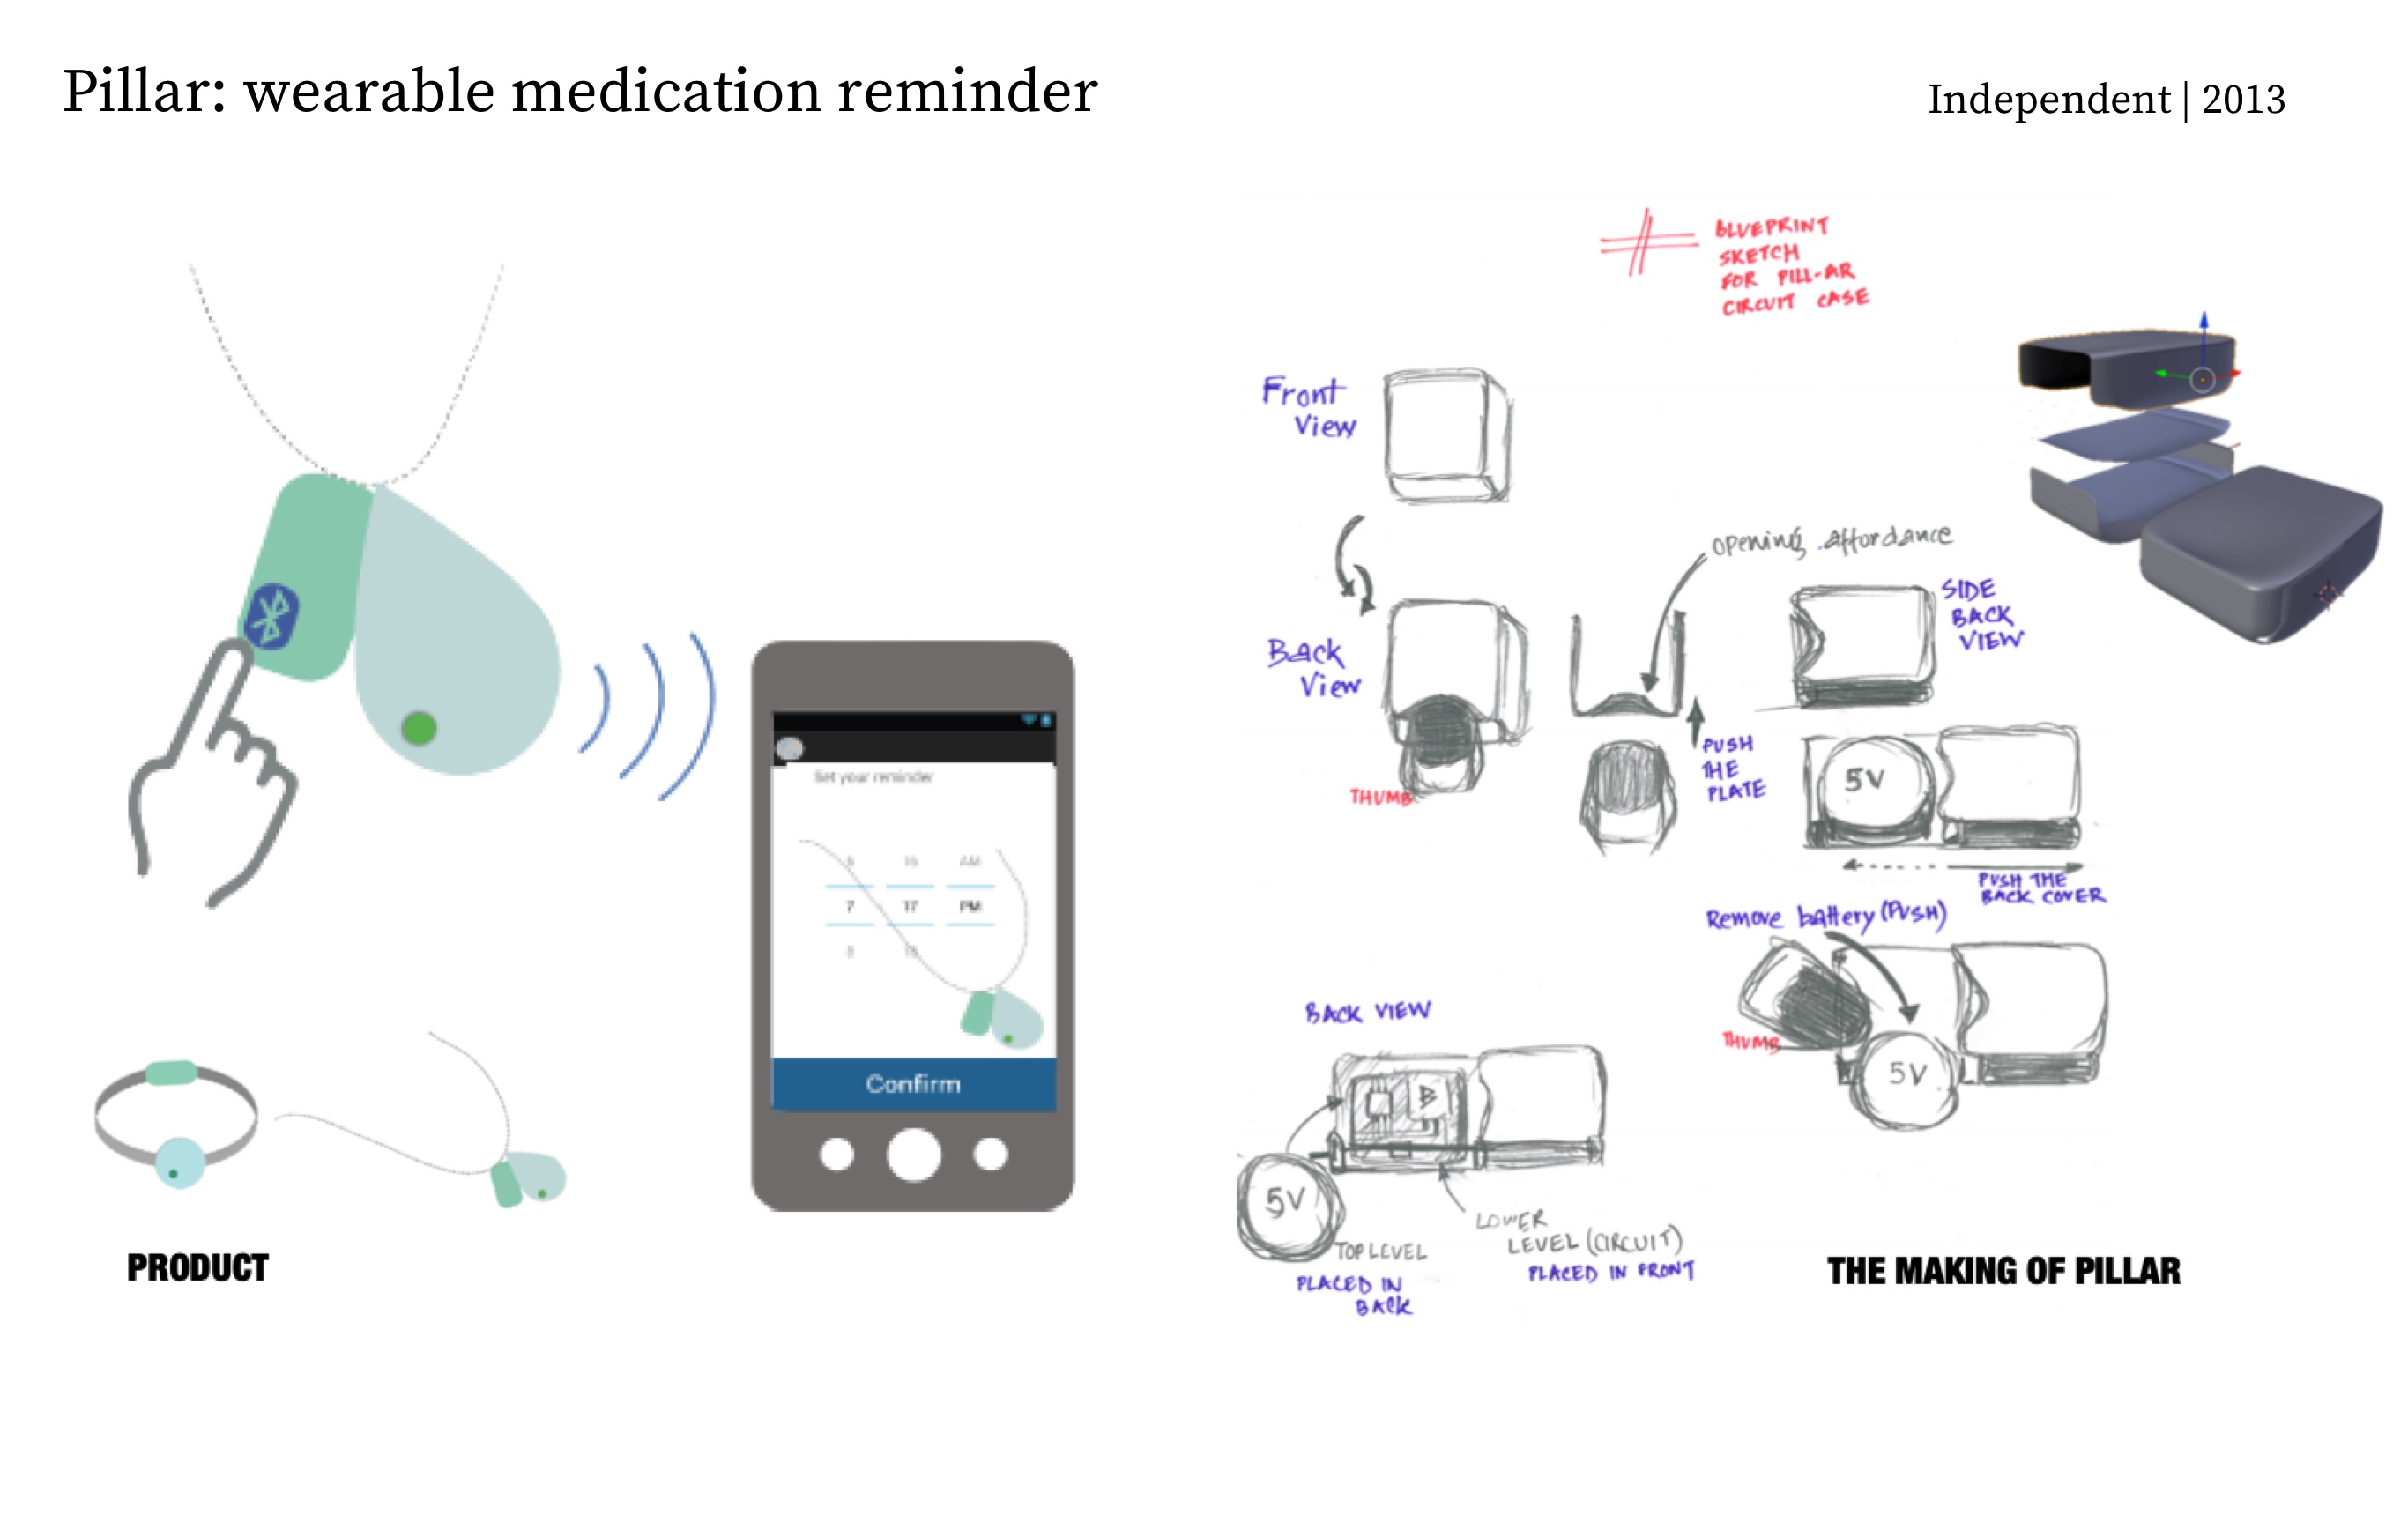 Pillar: wearable medication reminder
Independent | 2013
Set your reminder
6 16 AM
7 17 PM
8 18
Confirm
PRODUCT
BLUEPRINT
SKETCH
FOR PILL-AR
CIRCUIT CASE
Front
View
opening affordance
Back
View
THUMB
PUSH
THE
PLATE
SIDE
BACK
VIEW
5V
PUSH THE
BACK COVER
Remove battery (PUSH)
THUMB
5V
BACK VIEW
B
5V
TOP LEVEL
PLACED IN
BACK
LOWER
LEVEL (CIRCUIT)
PLACED IN FRONT
THE MAKING OF PILLAR